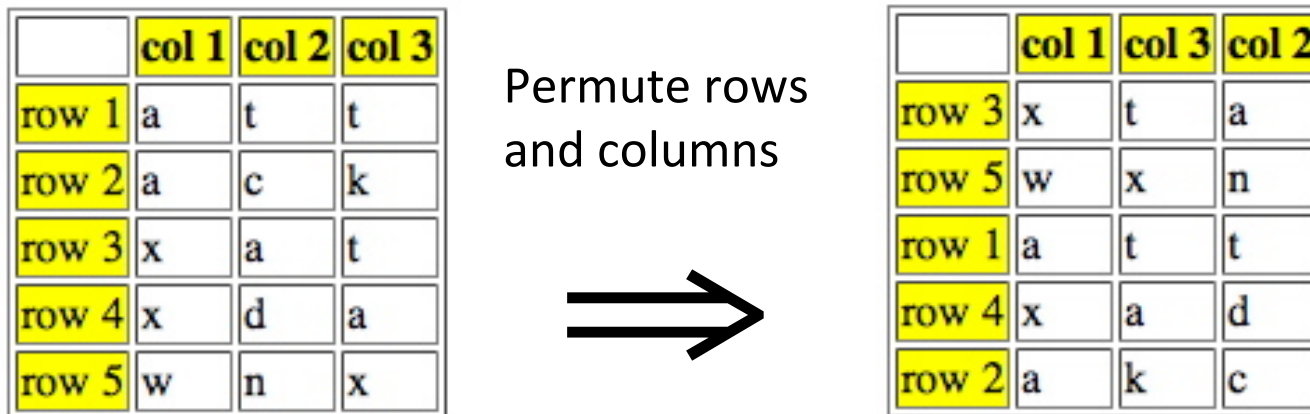 col 1 col 2 col 3
row 1 a t t
row 2 a c k
row 3 x a t
row 4 x d a
row 5 w n x
Permute rows
and columns
col 1 col 3 col 2
row 3 x t a
row 5 w x n
row 1 a t t
row 4 x a d
row 2 a k c